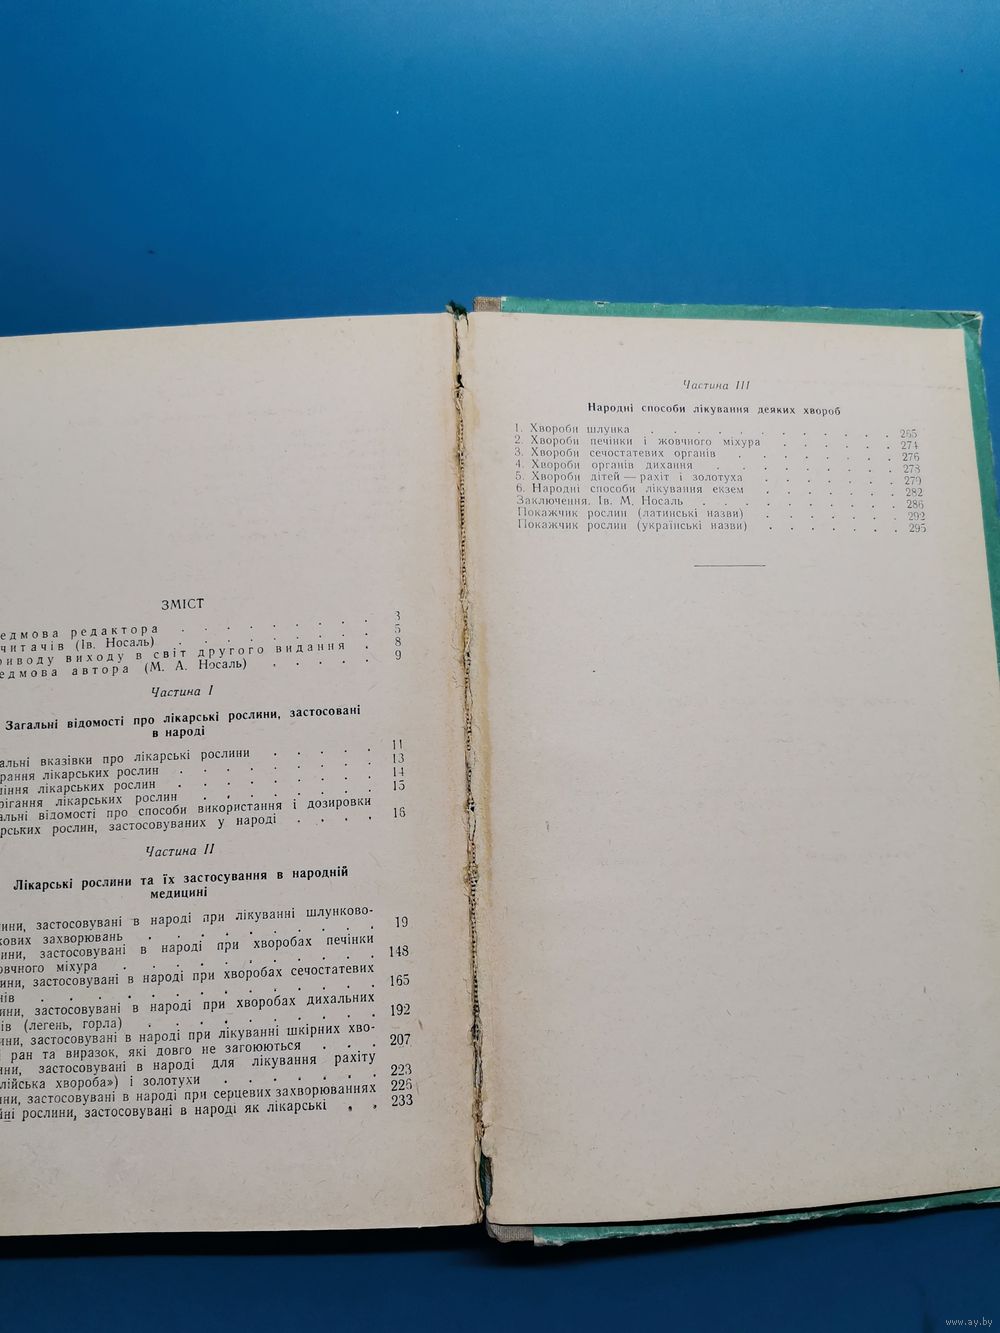 ЗМІСТ
едмова редактора . . . . . . . . 3
читачів (Ів. Носаль) . . . . . . . . 5
риводу виходу в світ другого видання . 8
едмова автора (М. А. Носаль) . . . . . 9
Частина I
Загальні відомості про лікарські рослини, застосовані
в народі
альні вказівки про лікарські рослини . . . . . 11
рання лікарських рослин . . . . . . . . 13
іння лікарських рослин . . . . . . . . 14
рігання лікарських рослин . . . . . . . 15
альні відомості про способи використання і дозировки
рських рослин, застосовуваних у народі . . . . 16
Частина II
Лікарські рослини та їх застосування в народній
медицині
ини, застосовувані в народі при лікуванні шлунково-
кових захворювань . . . . . . . . . 19
ини, застосовувані в народі при хворобах печінки
овчного міхура . . . . . . . . . . 148
ини, застосовувані в народі при хворобах сечостатевих
нів . . . . . . . . . . . . 165
ини, застосовувані в народі при хворобах дихальних
ів (легень, горла) . . . . . . . . . 192
ини, застосовувані в народі при лікуванні шкірних хво-
ран та виразок, які довго не загоюються . . . 207
ини, застосовувані в народі для лікування рахіту
лійська хвороба») і золотухи . . . . . . 223
ини, застосовувані в народі при серцевих захворюваннях 226
йні рослини, застосовувані в народі як лікарські . . 233
Частина III
Народні способи лікування деяких хвороб
1. Хвороби шлунка . . . . . . . . . . 265
2. Хвороби печінки і жовчного міхура . . . . . . 274
3. Хвороби сечостатевих органів . . . . . . . 276
4. Хвороби органів дихання . . . . . . . . 278
5. Хвороби дітей — рахіт і золотуха . . . . . . 279
6. Народні способи лікування екзем . . . . . . 282
Заключення. Ів. М. Носаль . . . . . . . . 286
Покажчик рослин (латинські назви) . . . . . . 292
Покажчик рослин (українські назви) . . . . . . 295
www.ay.by